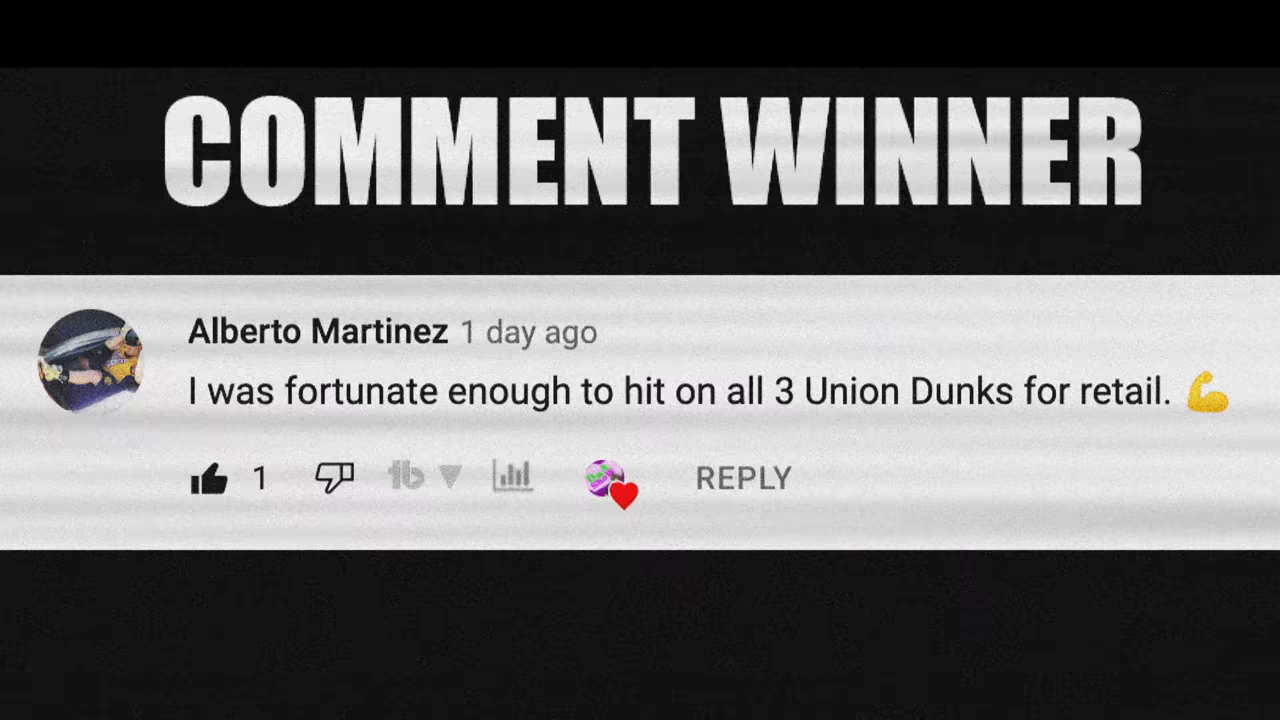 COMMENT WINNER
Alberto Martinez 1 day ago
I was fortunate enough to hit on all 3 Union Dunks for retail. 💪
1 REPLY